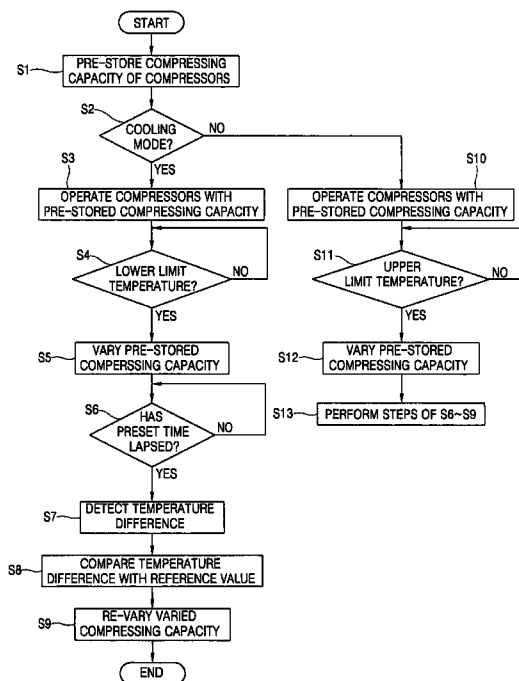 START
S1
PRE-STORE COMPRESSING
CAPACITY OF COMPRESSORS
S2
COOLING
MODE?
NO
YES
S3
OPERATE COMPRESSORS WITH
PRE-STORED COMPRESSING CAPACITY
S4
LOWER LIMIT
TEMPERATURE?
NO
YES
S5
VARY PRE-STORED
COMPERSSING CAPACITY
S6
HAS
PRESET TIME
LAPSED?
NO
YES
S7
DETECT TEMPERATURE
DIFFERENCE
S8
COMPARE TEMPERATURE
DIFFERENCE WITH REFERENCE VALUE
S9
RE-VARY VARIED
COMPRESSING CAPACITY
END
S10
OPERATE COMPRESSORS WITH
PRE-STORED COMPRESSING CAPACITY
S11
UPPER
LIMIT TEMPERATURE?
NO
YES
S12
VARY PRE-STORED
COMPRESSING CAPACITY
S13
PERFORM STEPS OF S6~S9